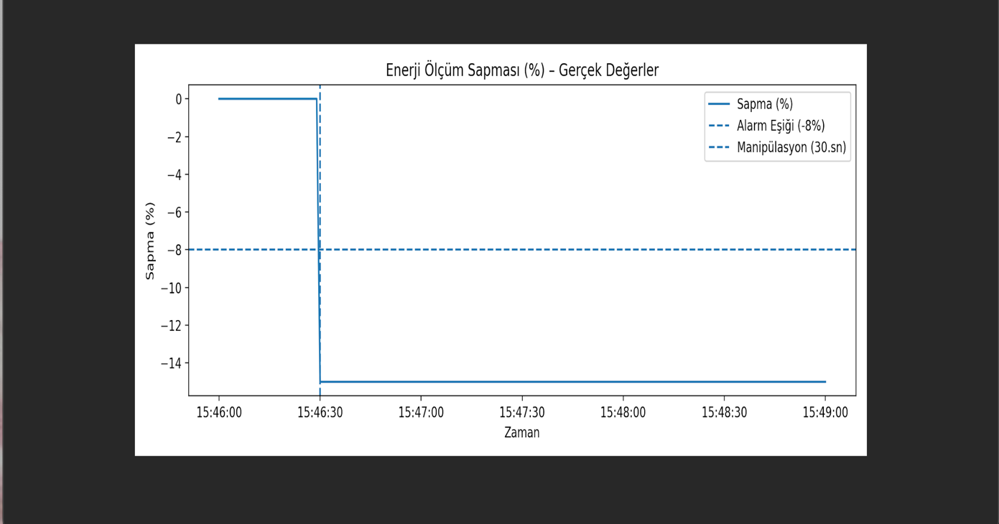 Enerji Ölçüm Sapması (%) – Gerçek Değerler
Sapma (%)
Alarm Eşiği (-8%)
Manipülasyon (30.sn)
0
−2
−4
−6
−8
−10
−12
−14
Sapma (%)
15:46:00 15:46:30 15:47:00 15:47:30 15:48:00 15:48:30 15:49:00
Zaman